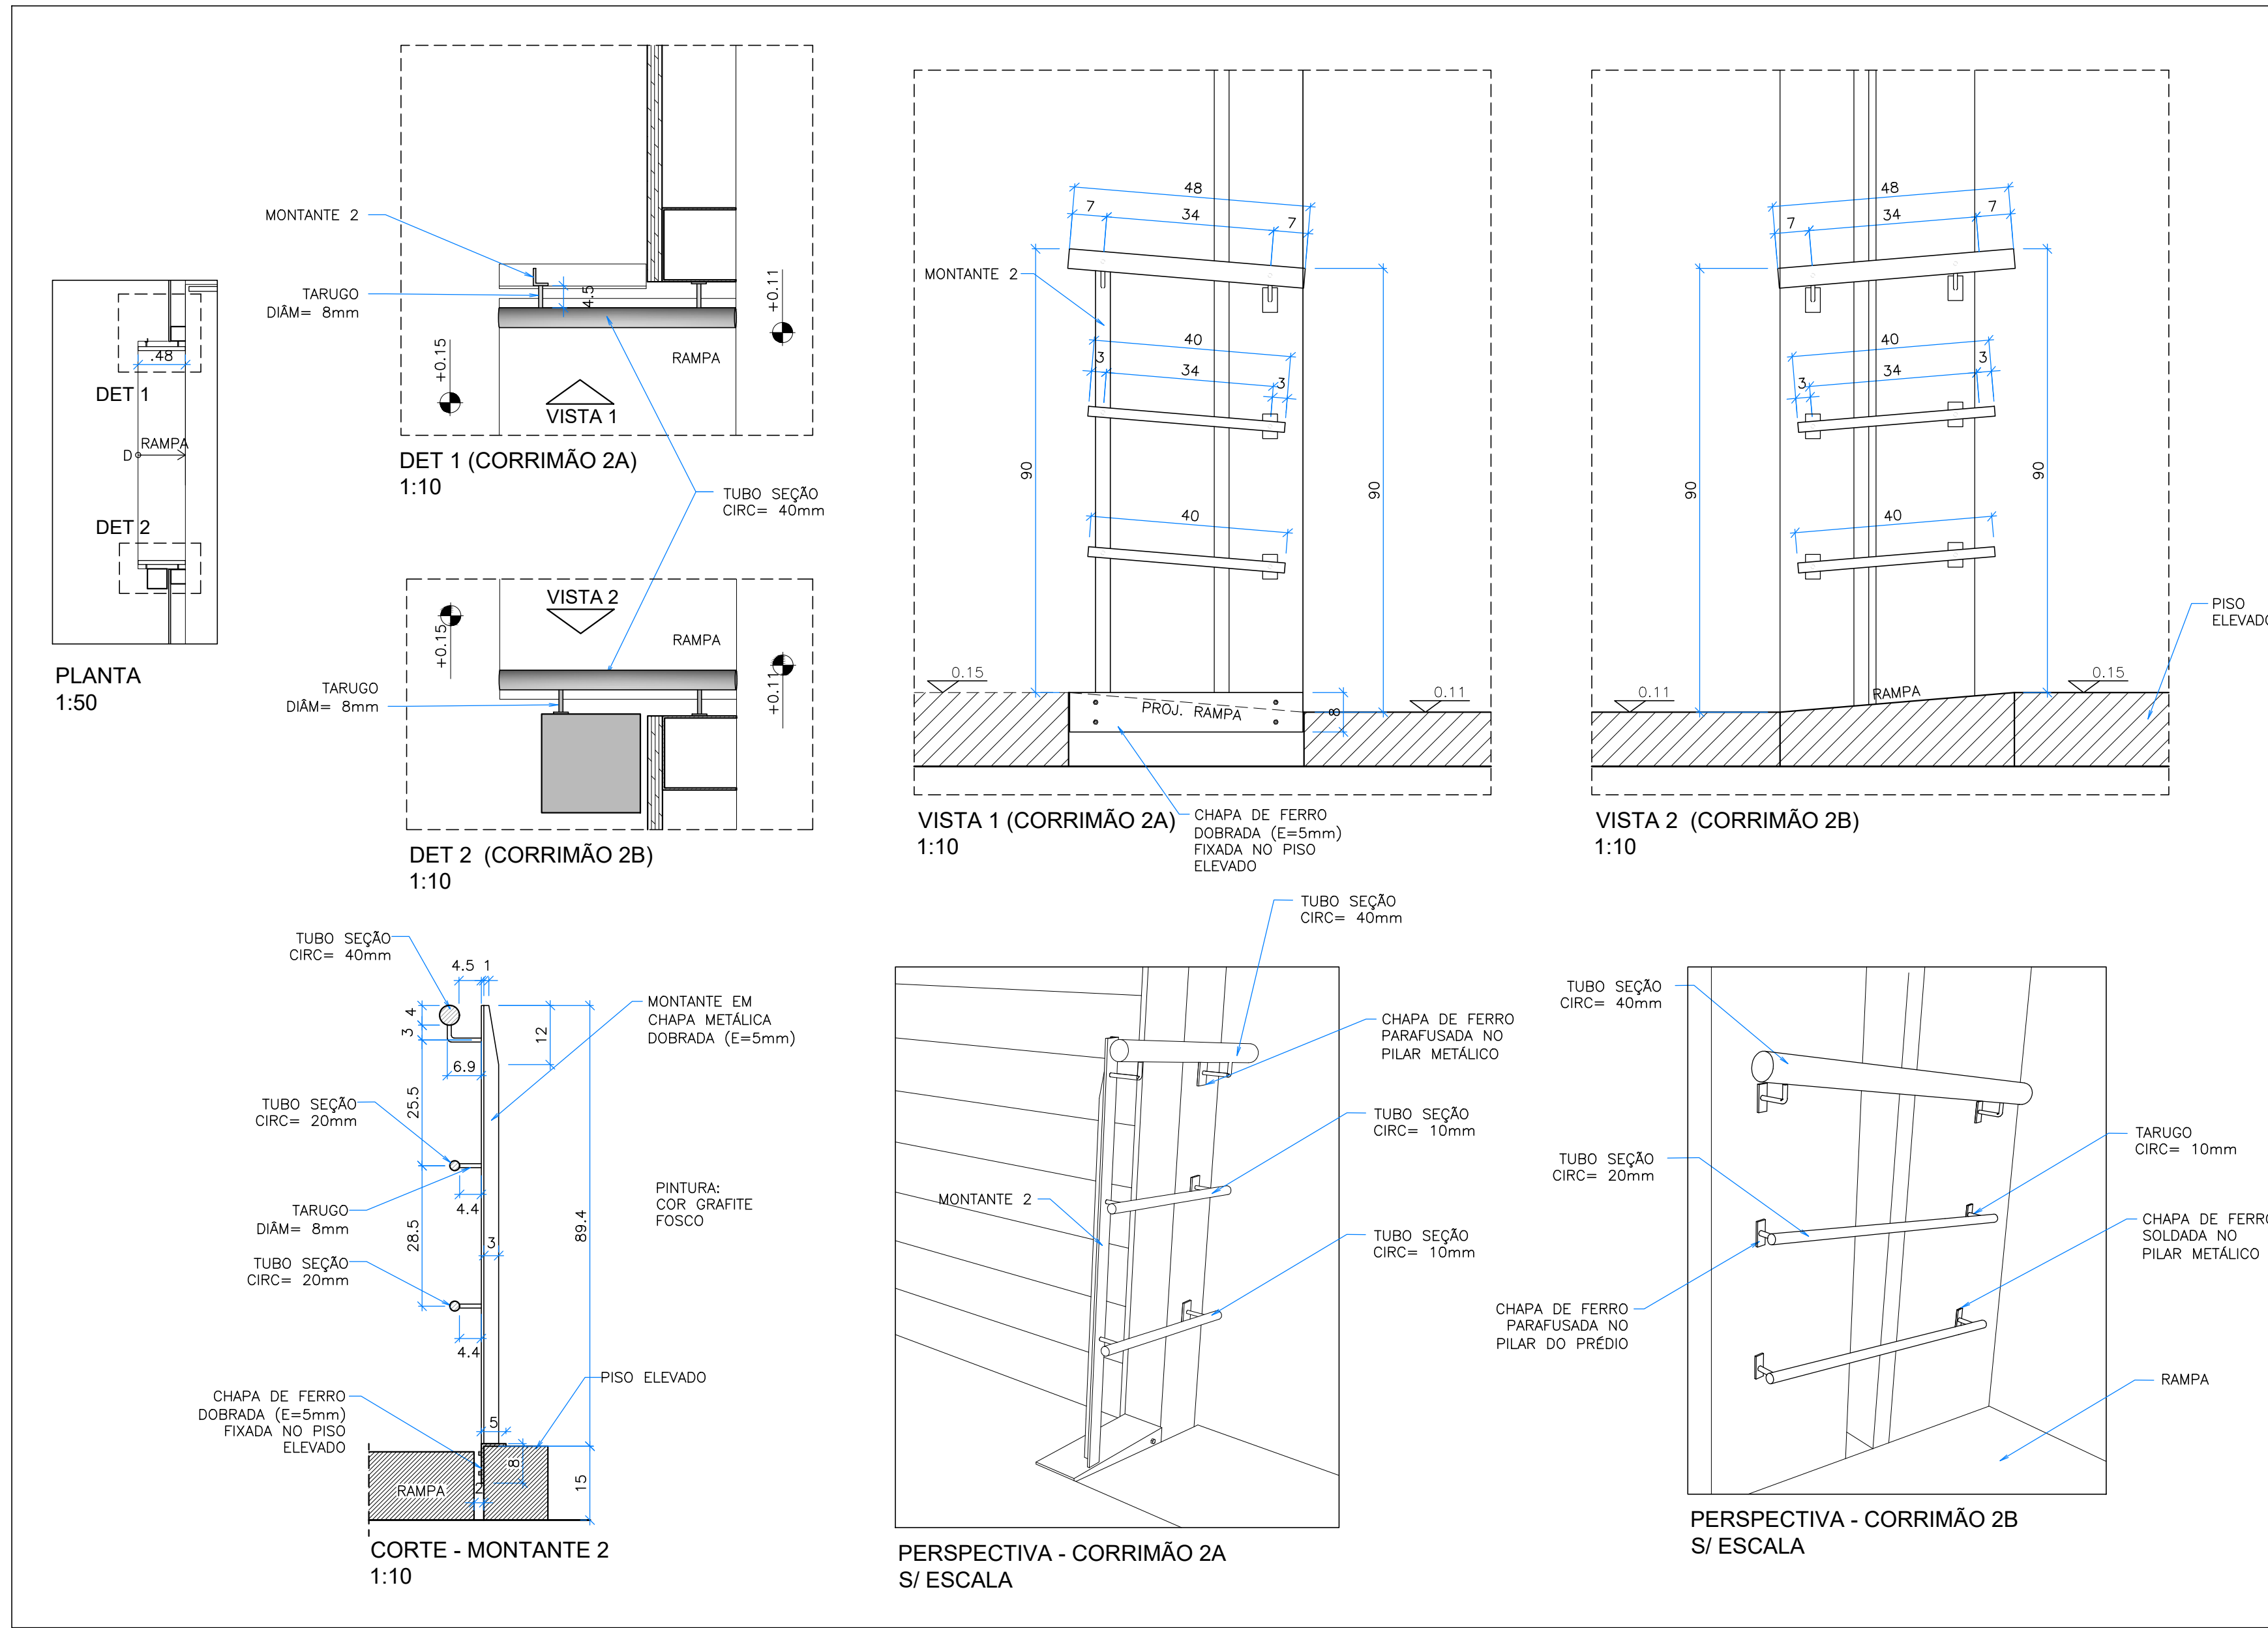 .48
DET 1
RAMPA
D
DET 2
PLANTA
1:50
MONTANTE 2
TARUGO
DIÂM= 8mm
4.5
+0.11
+0.15
RAMPA
VISTA 1
DET 1 (CORRIMÃO 2A)
1:10
TUBO SEÇÃO
CIRC= 40mm
VISTA 2
+0.15
RAMPA
+0.11
TARUGO
DIÂM= 8mm
DET 2 (CORRIMÃO 2B)
1:10
48
7
34
7
MONTANTE 2
40
3
34
3
90
90
40
0.15
PROJ. RAMPA
8
0.11
VISTA 1 (CORRIMÃO 2A)
1:10
CHAPA DE FERRO
DOBRADA (E=5mm)
FIXADA NO PISO
ELEVADO
48
7
34
7
40
3
34
3
90
90
40
PISO
ELEVADO
0.11
RAMPA
0.15
VISTA 2 (CORRIMÃO 2B)
1:10
TUBO SEÇÃO
CIRC= 40mm
4.5
1
4
3
12
6.9
MONTANTE EM
CHAPA METÁLICA
DOBRADA (E=5mm)
TUBO SEÇÃO
CIRC= 20mm
25.5
4.4
TARUGO
DIÂM= 8mm
28.5
3
89.4
PINTURA:
COR GRAFITE
FOSCO
TUBO SEÇÃO
CIRC= 20mm
4.4
PISO ELEVADO
CHAPA DE FERRO
DOBRADA (E=5mm)
FIXADA NO PISO
ELEVADO
5
8
2
15
RAMPA
CORTE - MONTANTE 2
1:10
TUBO SEÇÃO
CIRC= 40mm
CHAPA DE FERRO
PARAFUSADA NO
PILAR METÁLICO
TUBO SEÇÃO
CIRC= 10mm
MONTANTE 2
TUBO SEÇÃO
CIRC= 10mm
PERSPECTIVA - CORRIMÃO 2A
S/ ESCALA
TUBO SEÇÃO
CIRC= 40mm
TARUGO
CIRC= 10mm
TUBO SEÇÃO
CIRC= 20mm
CHAPA DE FERRO
SOLDADA NO
PILAR METÁLICO
CHAPA DE FERRO
PARAFUSADA NO
PILAR DO PRÉDIO
RAMPA
PERSPECTIVA - CORRIMÃO 2B
S/ ESCALA